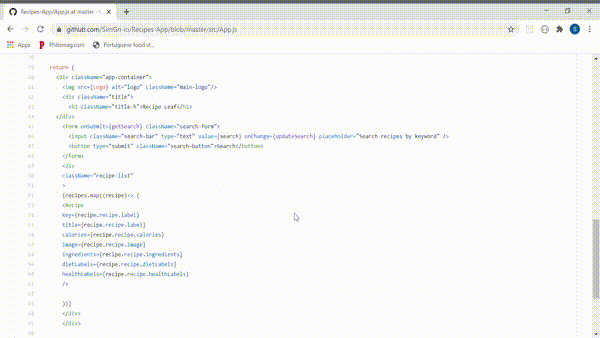 Recipes-App/App.js at master
github.com/SimGri-io/Recipes-App/blob/master/src/App.js
Apps
Philomag.com
Portuguese food st...
38
39 return (
40 <div className="app-container">
41 <img src={Logo} alt="logo" className="main-logo"/>
42 <div className="title">
43 <h1 className="title-h">Recipe Leaf</h1>
44 </div>
45 <form onSubmit={getSearch} className="search-form">
46 <input className="search-bar" type="text" value={search} onChange={updateSearch} placeholder="Search recipes by keyword" />
47 <button type="submit" className="search-button">Search</button>
48 </form>
49 <div
50 className="recipe-list"
51 >
52 {recipes.map((recipe)=> (
53 <Recipe
54 key={recipe.recipe.label}
55 title={recipe.recipe.label}
56 calories={recipe.recipe.calories}
57 image={recipe.recipe.image}
58 ingredients={recipe.recipe.ingredients}
59 dietLabels={recipe.recipe.dietLabels}
60 healthLabels={recipe.recipe.healthLabels}
61 />
62
63 ))}
64 </div>
65 </div>
66